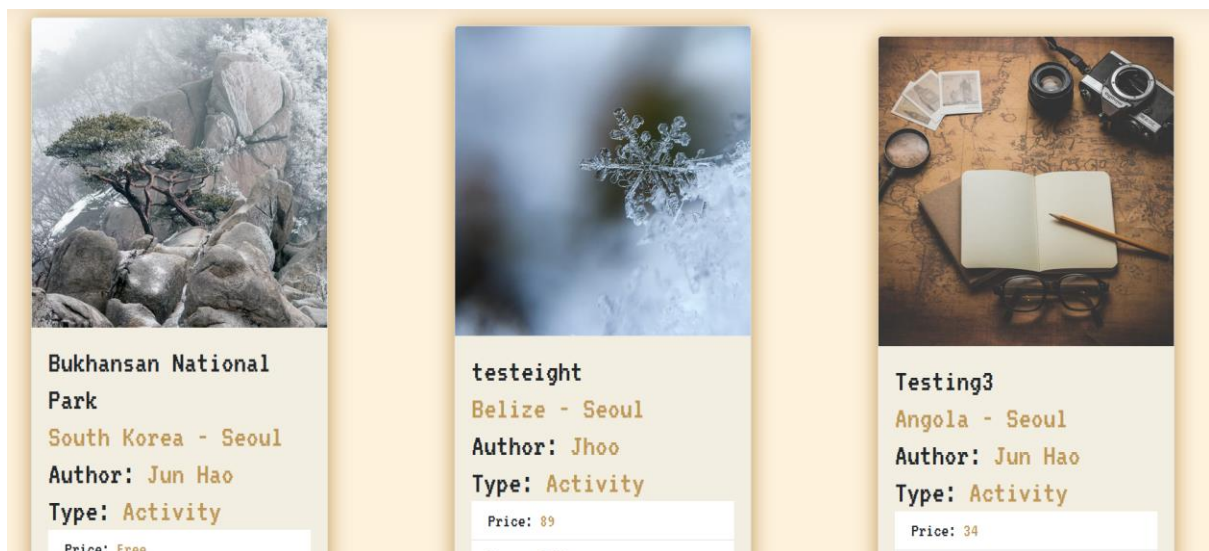 Bukhansan National
Park
South Korea - Seoul
Author: Jun Hao
Type: Activity
Price: Free
testeight
Belize - Seoul
Author: Jhoo
Type: Activity
Price: 89
Testing3
Angola - Seoul
Author: Jun Hao
Type: Activity
Price: 34